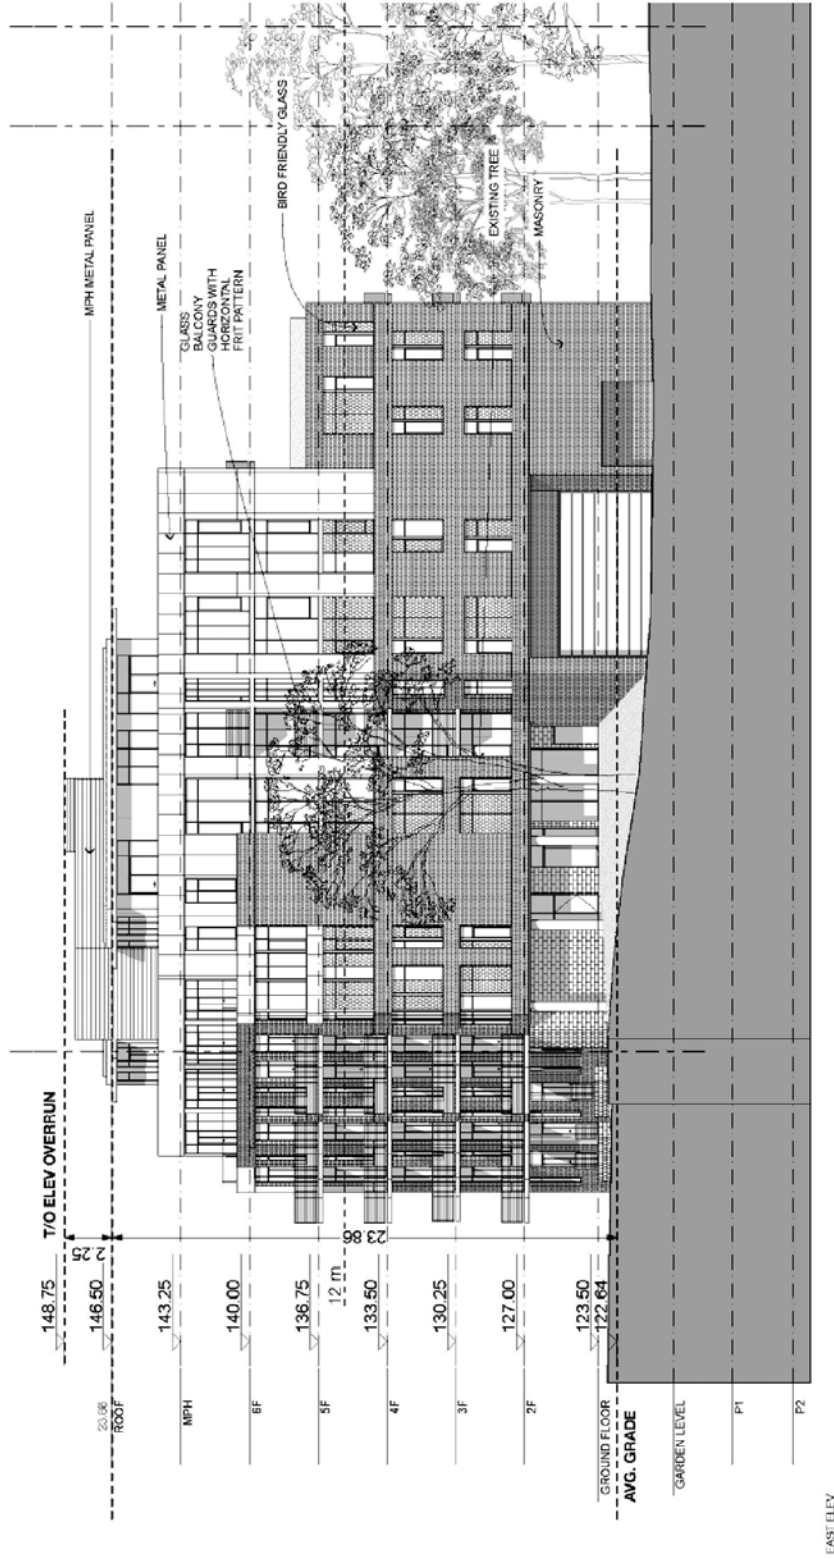 MPH METAL PANEL
METAL PANEL
GLASS
BALCONY
GUARDS WITH
HORIZONTAL
FRIT PATTERN
BIRD FRIENDLY GLASS
EXISTING TREE
MASONRY
T/O ELEV OVERRUN
148.75
2.25
146.50
23.86
ROOF
143.25
MPH
140.00
6F
136.75
5F
12 m
23.86
133.50
4F
130.25
3F
127.00
2F
123.50
GROUND FLOOR
122.64
AVG. GRADE
GARDEN LEVEL
P1
P2
EAST ELEV